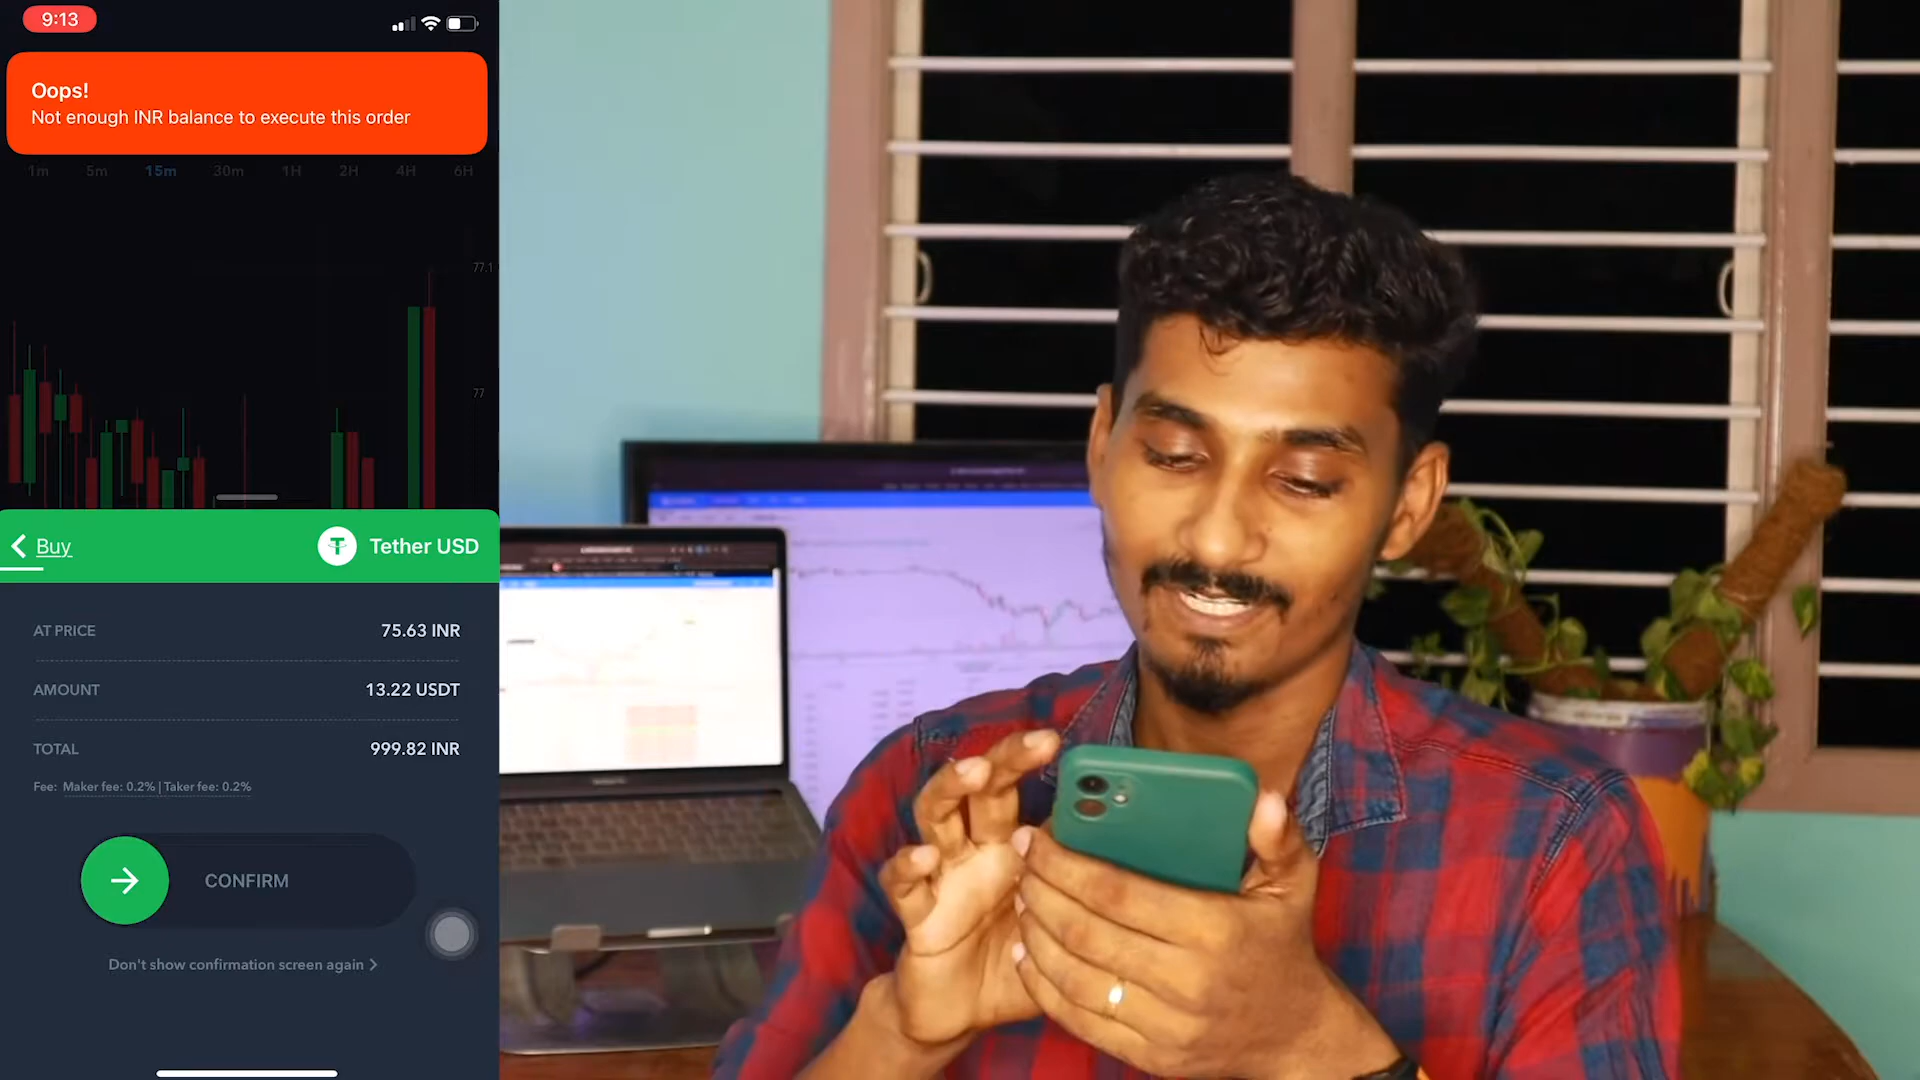 9:13
Oops!
Not enough INR balance to execute this order
1m 5m 15m 30m 1H 2H 4H 6H
77.1
77
Buy
Tether USD
AT PRICE 75.63 INR
AMOUNT 13.22 USDT
TOTAL 999.82 INR
Fee: Maker fee: 0.2% | Taker fee: 0.2%
CONFIRM
Don't show confirmation screen again >